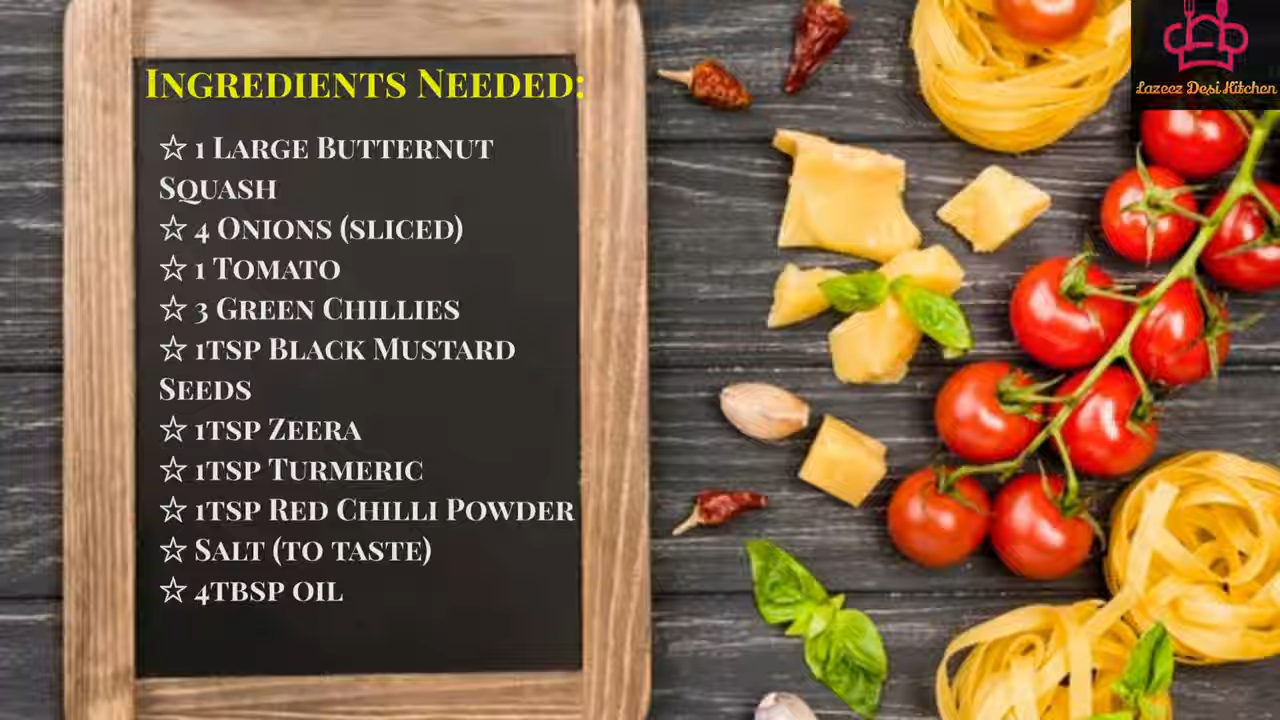 Ingredients Needed:
☆ 1 Large Butternut
Squash
☆ 4 Onions (sliced)
☆ 1 Tomato
☆ 3 Green Chillies
☆ 1tsp Black Mustard
Seeds
☆ 1tsp Zeera
☆ 1tsp Turmeric
☆ 1tsp Red Chilli Powder
☆ Salt (to taste)
☆ 4tbsp oil
Lazeez Desi Kitchen